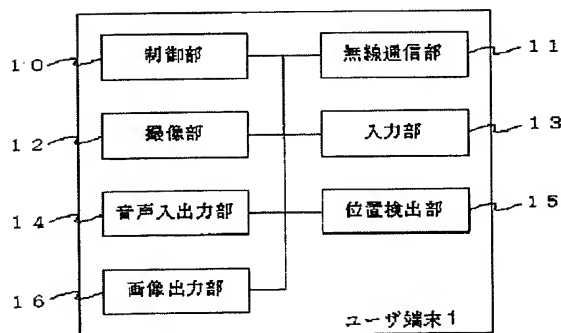 10 制御部 無線通信部 11
12 撮像部 入力部 13
14 音声入出力部 位置検出部 15
16 画像出力部
ユーザ端末1